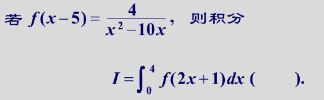 若 f(x−5) = 4/(x²−10x), 则积分
I = ∫₀⁴ f(2x+1)dx ( ).